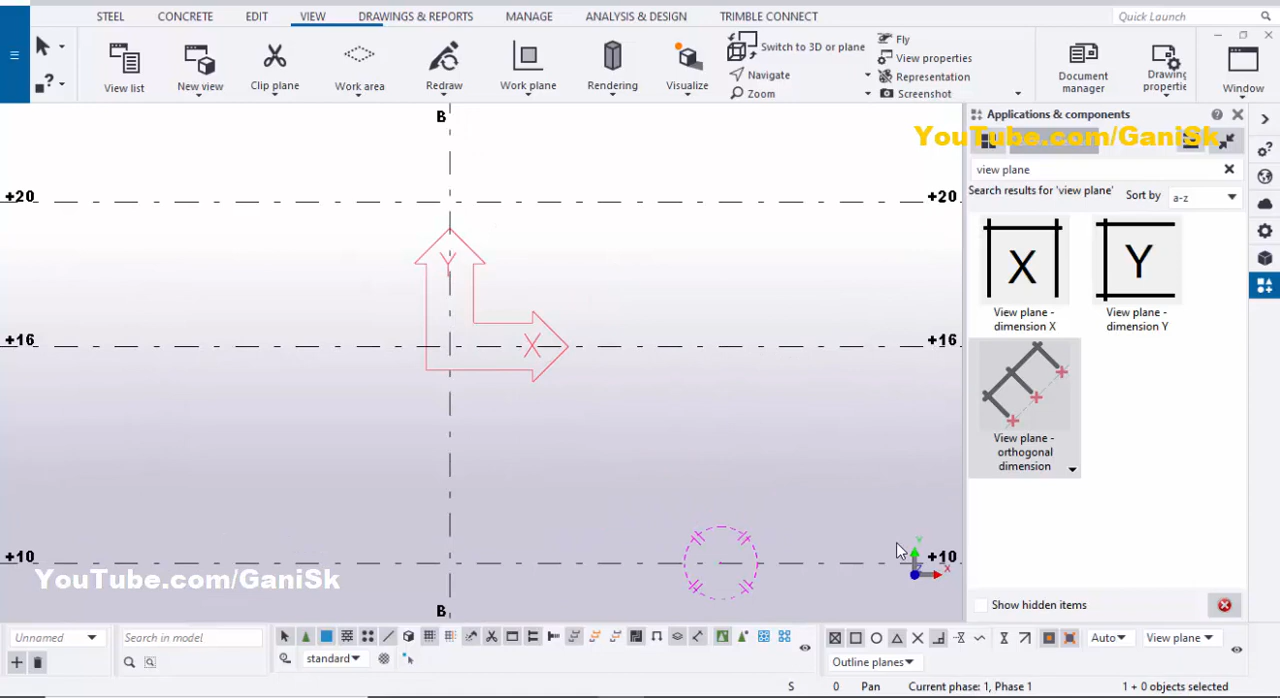 STEEL CONCRETE EDIT VIEW DRAWINGS & REPORTS MANAGE ANALYSIS & DESIGN TRIMBLE CONNECT Quick Launch
View list
New view
Clip plane
Work area
Redraw
Work plane
Rendering
Visualize
Switch to 3D or plane
Navigate
Zoom
Fly
View properties
Representation
Screenshot
Document
manager
Drawing
propertie
Window
Applications & components
YouTube.com/GaniSk
view plane
Search results for 'view plane' Sort by a-z
X
View plane -
dimension X
Y
View plane -
dimension Y
View plane -
orthogonal
dimension
Show hidden items
B
+20 +20
Y
X
+16 +16
+10 +10
Y
X
Z
YouTube.com/GaniSk
B
Unnamed Search in model
standard
Auto View plane
Outline planes
S 0 Pan Current phase: 1, Phase 1 1 + 0 objects selected